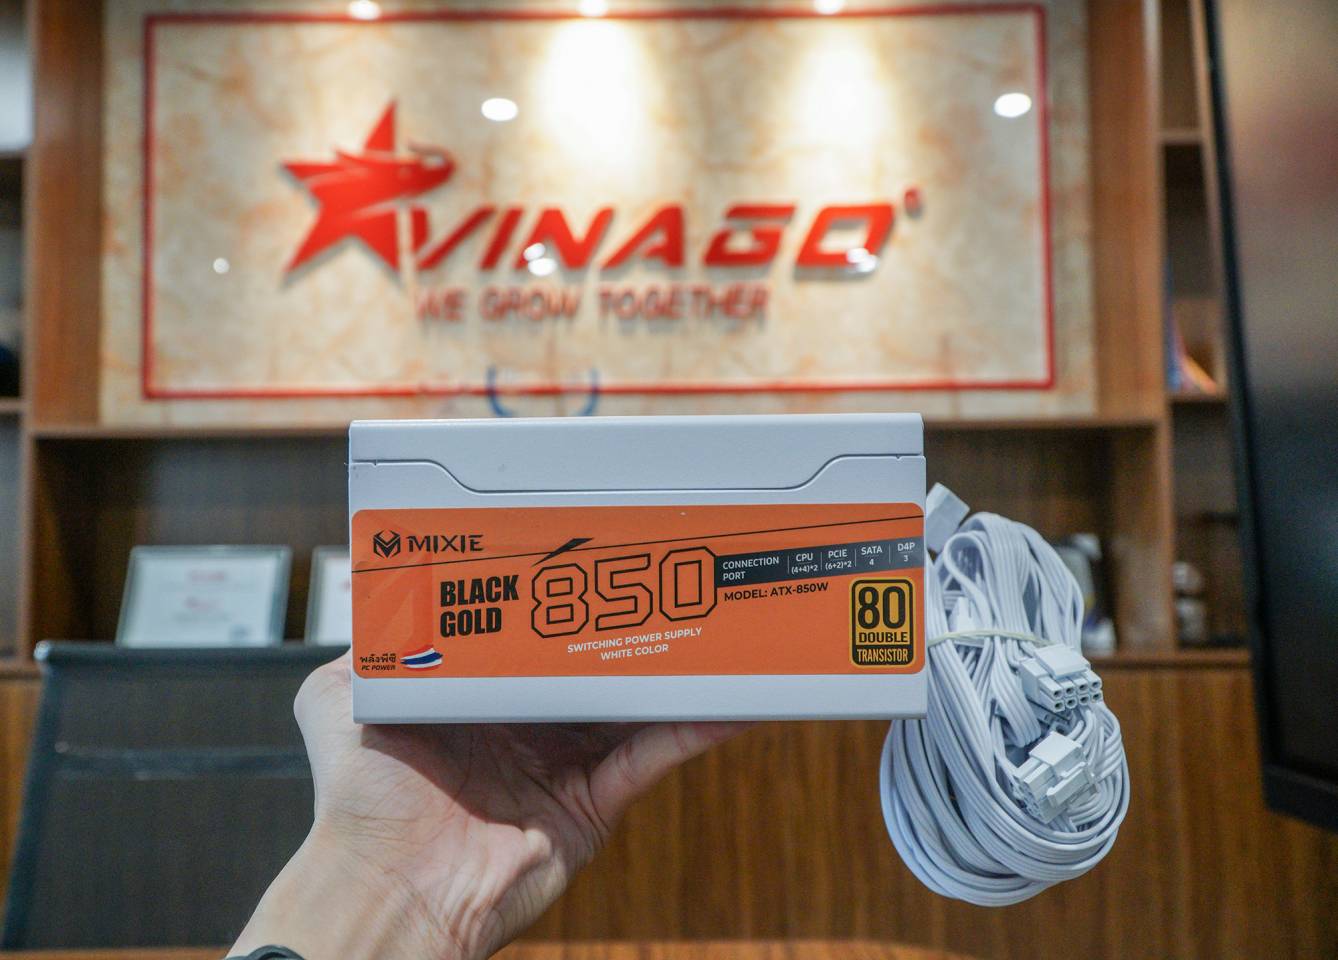 VINAGO®
WE GROW TOGETHER
MIXIE
BLACK
GOLD
850
SWITCHING POWER SUPPLY
WHITE COLOR
CONNECTION
PORT
CPU
(4+4)*2
PCIE
(6+2)*2
SATA
4
D4P
3
MODEL: ATX-850W
80
DOUBLE
TRANSISTOR
พลังพีซี
PC POWER